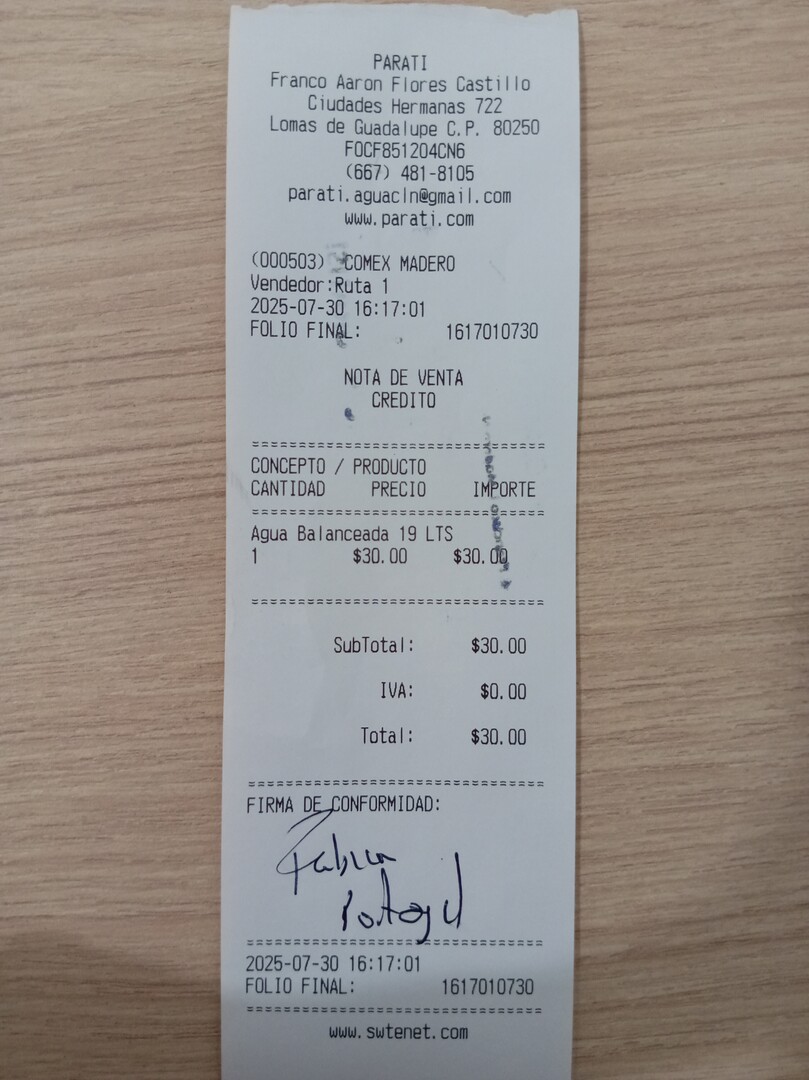 PARATI
Franco Aaron Flores Castillo
Ciudades Hermanas 722
Lomas de Guadalupe C.P. 80250
FOCF851204CN6
(667) 481-8105
parati.aguacln@gmail.com
www.parati.com
(000503) COMEX MADERO
Vendedor:Ruta 1
2025-07-30 16:17:01
FOLIO FINAL: 1617010730
NOTA DE VENTA
CREDITO
CONCEPTO / PRODUCTO
CANTIDAD PRECIO IMPORTE
Agua Balanceada 19 LTS
1 $30.00 $30.00
SubTotal: $30.00
IVA: $0.00
Total: $30.00
FIRMA DE CONFORMIDAD:
2025-07-30 16:17:01
FOLIO FINAL: 1617010730
www.swtenet.com